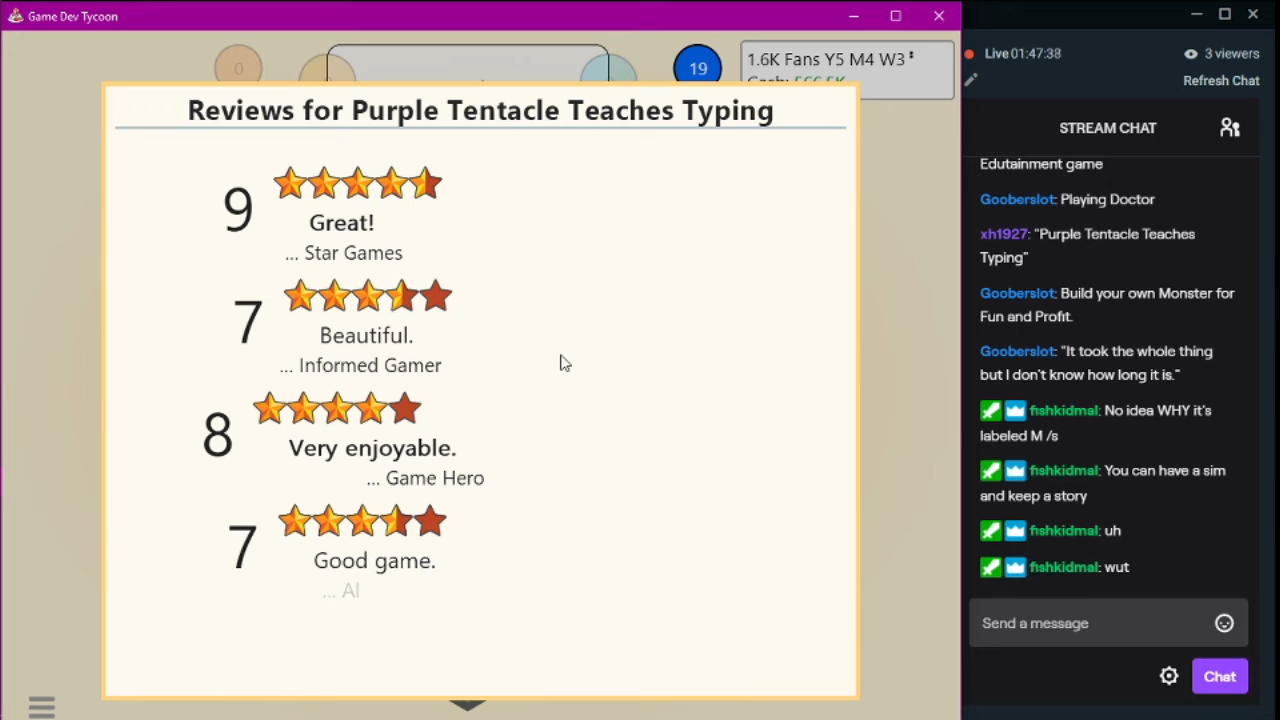 Game Dev Tycoon
0
19
1.6K Fans Y5 M4 W3
Reviews for Purple Tentacle Teaches Typing
9
Great!
... Star Games
7
Beautiful.
... Informed Gamer
8
Very enjoyable.
... Game Hero
7
Good game.
... Al
Live 01:47:38
3 viewers
Refresh Chat
STREAM CHAT
Edutainment game
Gooberslot: Playing Doctor
xh1927: "Purple Tentacle Teaches
Typing"
Gooberslot: Build your own Monster for
Fun and Profit.
Gooberslot: "It took the whole thing
but I don't know how long it is."
fishkidmal: No idea WHY it's
labeled M /s
fishkidmal: You can have a sim
and keep a story
fishkidmal: uh
fishkidmal: wut
Send a message
Chat